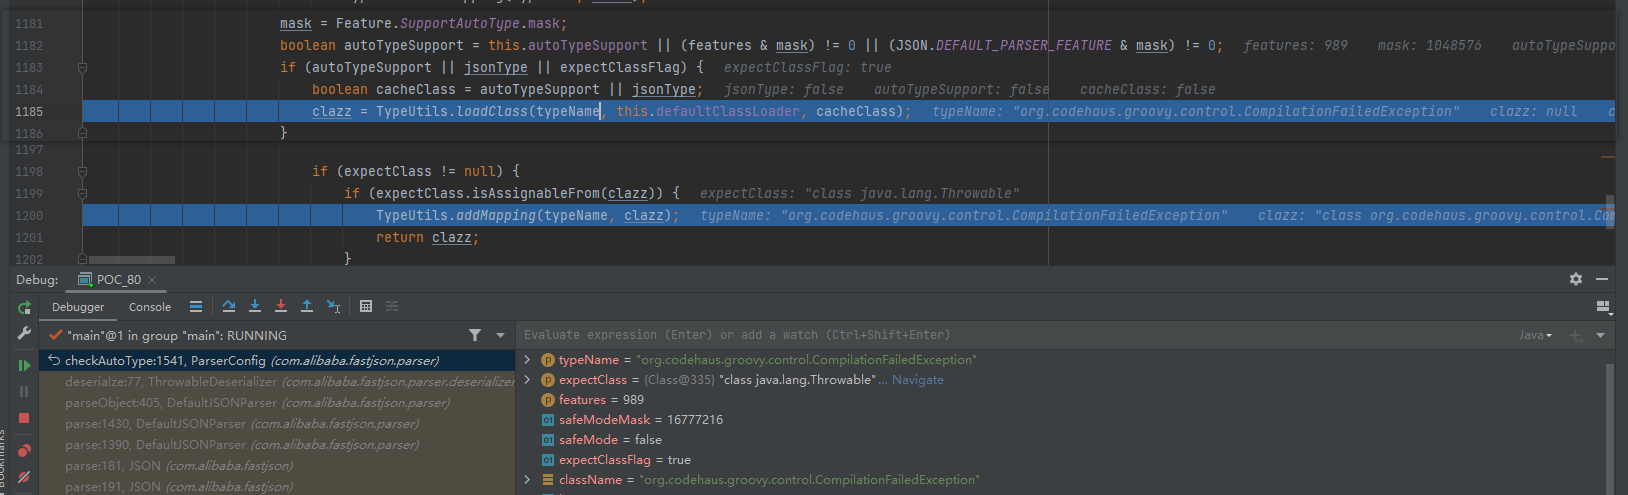 1181 mask = Feature.SupportAutoType.mask;
1182 boolean autoTypeSupport = this.autoTypeSupport || (features & mask) != 0 || (JSON.DEFAULT_PARSER_FEATURE & mask) != 0; features: 989 mask: 1048576 autoTypeSuppo
1183 if (autoTypeSupport || jsonType || expectClassFlag) { expectClassFlag: true
1184 boolean cacheClass = autoTypeSupport || jsonType; jsonType: false autoTypeSupport: false cacheClass: false
1185 clazz = TypeUtils.loadClass(typeName, this.defaultClassLoader, cacheClass); typeName: "org.codehaus.groovy.control.CompilationFailedException" clazz: null c
1186 }
1197
1198 if (expectClass != null) {
1199 if (expectClass.isAssignableFrom(clazz)) { expectClass: "class java.lang.Throwable"
1200 TypeUtils.addMapping(typeName, clazz); typeName: "org.codehaus.groovy.control.CompilationFailedException" clazz: "class org.codehaus.groovy.control.Com
1201 return clazz;
1202 }
Debug: POC_80
Debugger Console
"main"@1 in group "main": RUNNING
Evaluate expression (Enter) or add a watch (Ctrl+Shift+Enter) Java
checkAutoType:1541, ParserConfig (com.alibaba.fastjson.parser)
deserialze:77, ThrowableDeserializer (com.alibaba.fastjson.parser.deserializer
parseObject:405, DefaultJSONParser (com.alibaba.fastjson.parser)
parse:1430, DefaultJSONParser (com.alibaba.fastjson.parser)
parse:1390, DefaultJSONParser (com.alibaba.fastjson.parser)
parse:181, JSON (com.alibaba.fastjson)
parse:191, JSON (com.alibaba.fastjson)
typeName = "org.codehaus.groovy.control.CompilationFailedException"
expectClass = {Class@335} "class java.lang.Throwable" ... Navigate
features = 989
safeModeMask = 16777216
safeMode = false
expectClassFlag = true
className = "org.codehaus.groovy.control.CompilationFailedException"